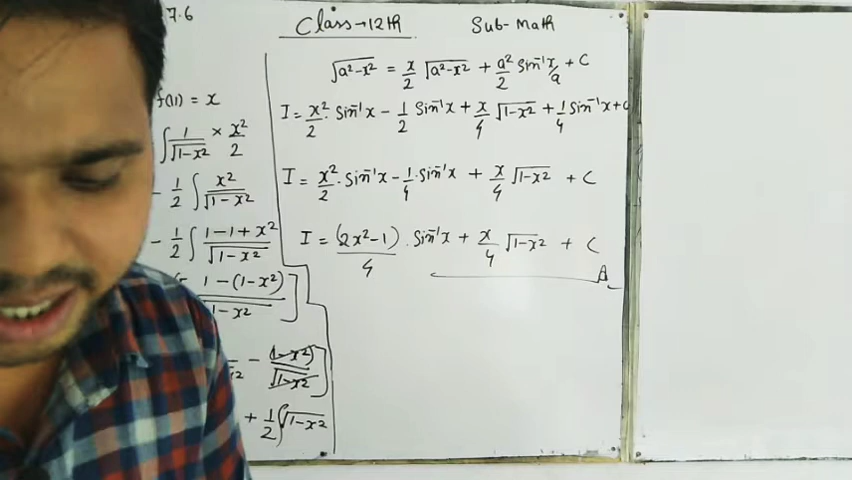 7.6
Class→12th Sub-Math
f(1) = x
∫ 1/√1-x² × x²/2
- 1/2 ∫ x²/√1-x²
- 1/2 ∫ 1-1+x²/√1-x²
1-(1-x²)/1-x² ]
- (1-x²)/√1-x² ]
+ 1/2 ∫√1-x²
√a²-x² = x/2 √a²-x² + a²/2 Sin⁻¹x/a + C
I = x²/2 · Sin⁻¹x - 1/2 Sin⁻¹x + x/4 √1-x² + 1/4 Sin⁻¹x + C
I = x²/2 · Sin⁻¹x - 1/4 · Sin⁻¹x + x/4 √1-x² + C
I = (2x²-1)/4 · Sin⁻¹x + x/4 √1-x² + C
A